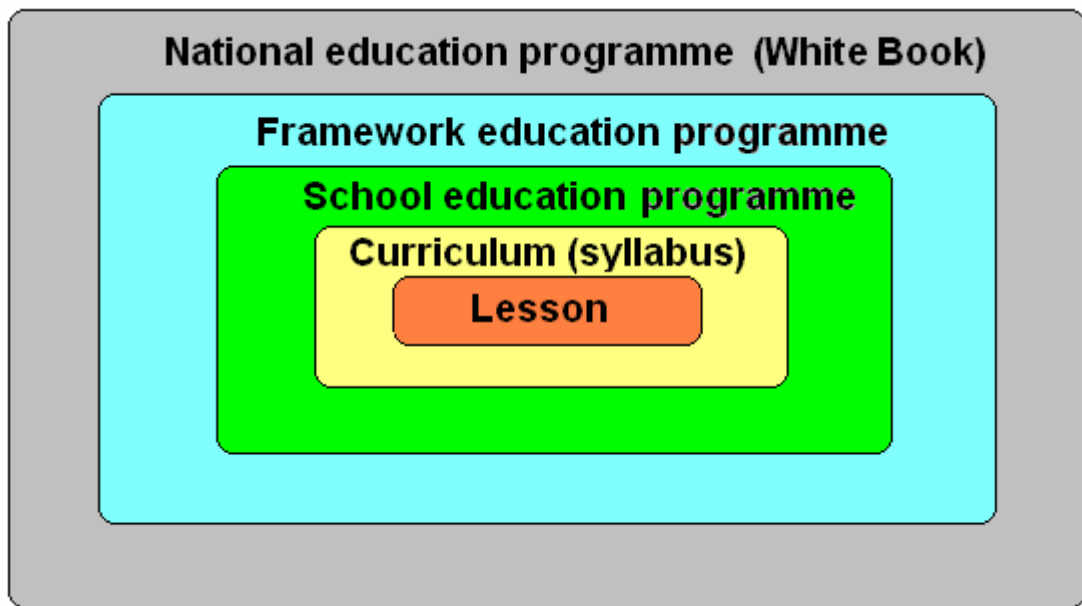 National education programme (White Book)
Framework education programme
School education programme
Curriculum (syllabus)
Lesson